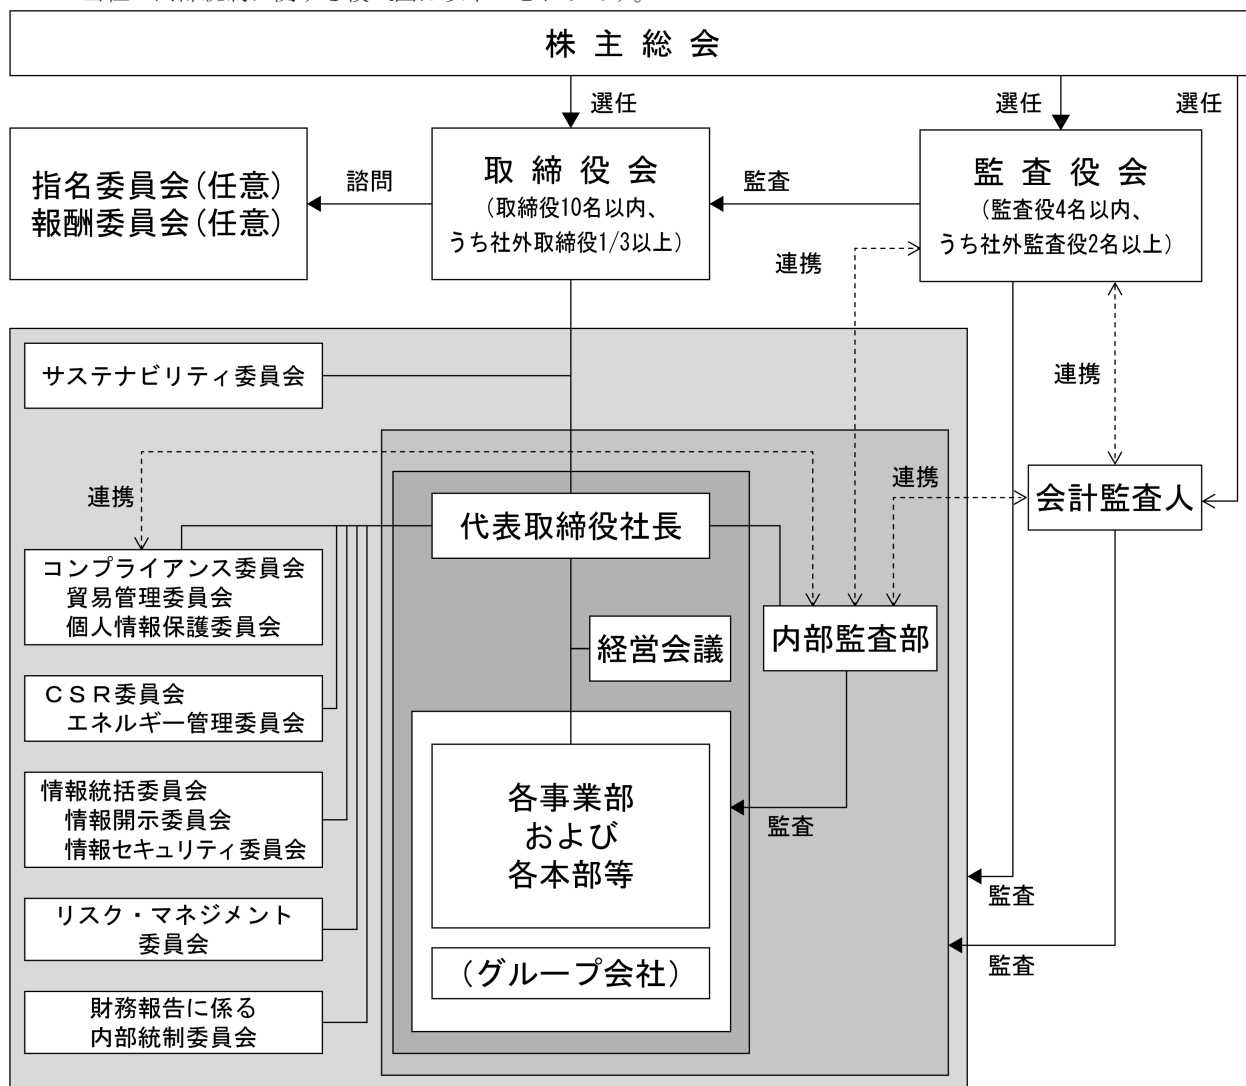 株主総会
選任
選任
選任
指名委員会(任意)
報酬委員会(任意)
諮問
取締役会
(取締役10名以内、
うち社外取締役1/3以上)
監査
監査役会
(監査役4名以内、
うち社外監査役2名以上)
連携
連携
サステナビリティ委員会
連携
連携
会計監査人
代表取締役社長
コンプライアンス委員会
貿易管理委員会
個人情報保護委員会
経営会議
内部監査部
CSR委員会
エネルギー管理委員会
情報統括委員会
情報開示委員会
情報セキュリティ委員会
各事業部
および
各本部等
監査
監査
リスク・マネジメント
委員会
監査
(グループ会社)
財務報告に係る
内部統制委員会